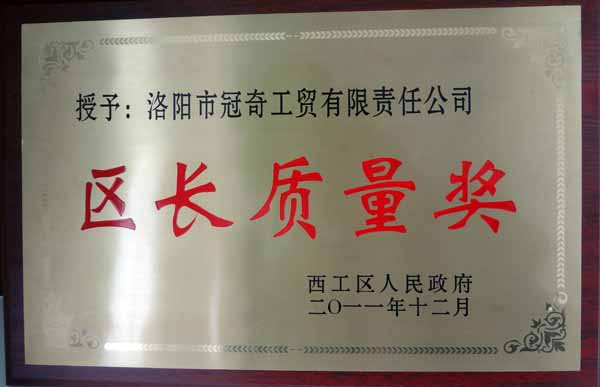 授予：洛阳市冠奇工贸有限责任公司
区长质量奖
西工区人民政府
二〇一一年十二月